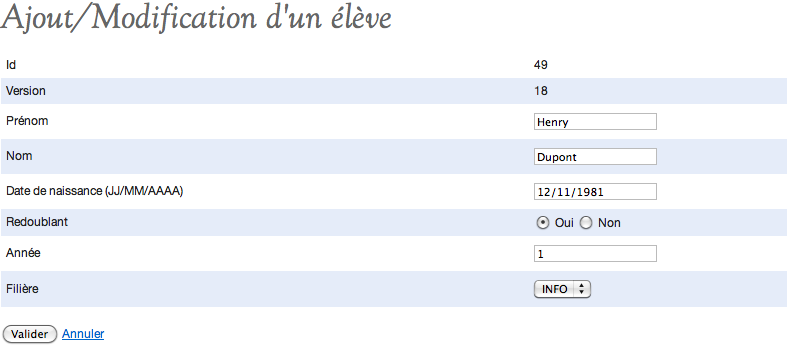 Ajout/Modification d'un élève
Id 49
Version 18
Prénom Henry
Nom Dupont
Date de naissance (JJ/MM/AAAA) 12/11/1981
Redoublant Oui Non
Année 1
Filière INFO
Valider Annuler